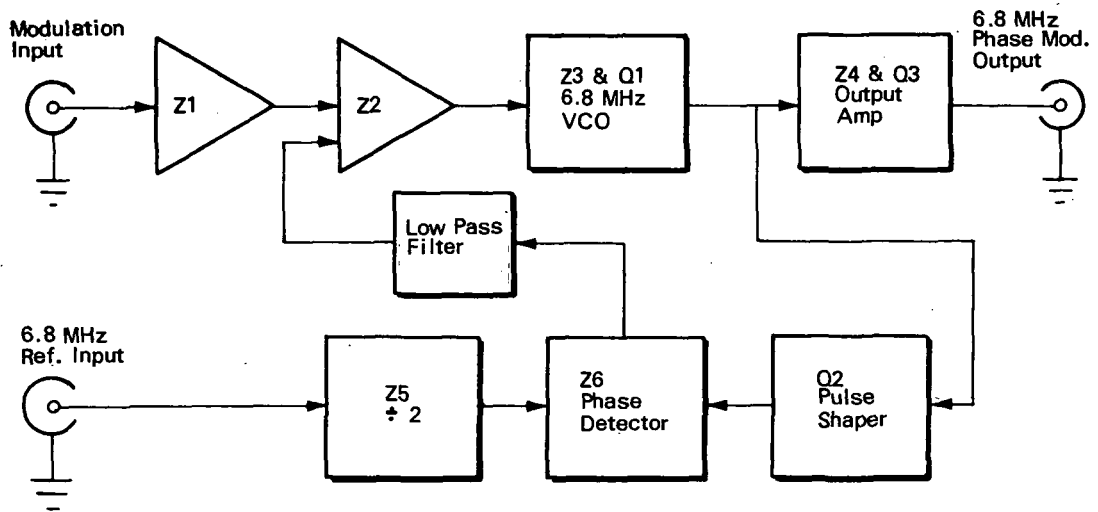 Modulation
Input
Z1
Z2
Z3 & Q1
6.8 MHz
VCO
Z4 & Q3
Output
Amp
6.8 MHz
Phase Mod.
Output
Low Pass
Filter
6.8 MHz
Ref. Input
Z5
÷ 2
Z6
Phase
Detector
Q2
Pulse
Shaper